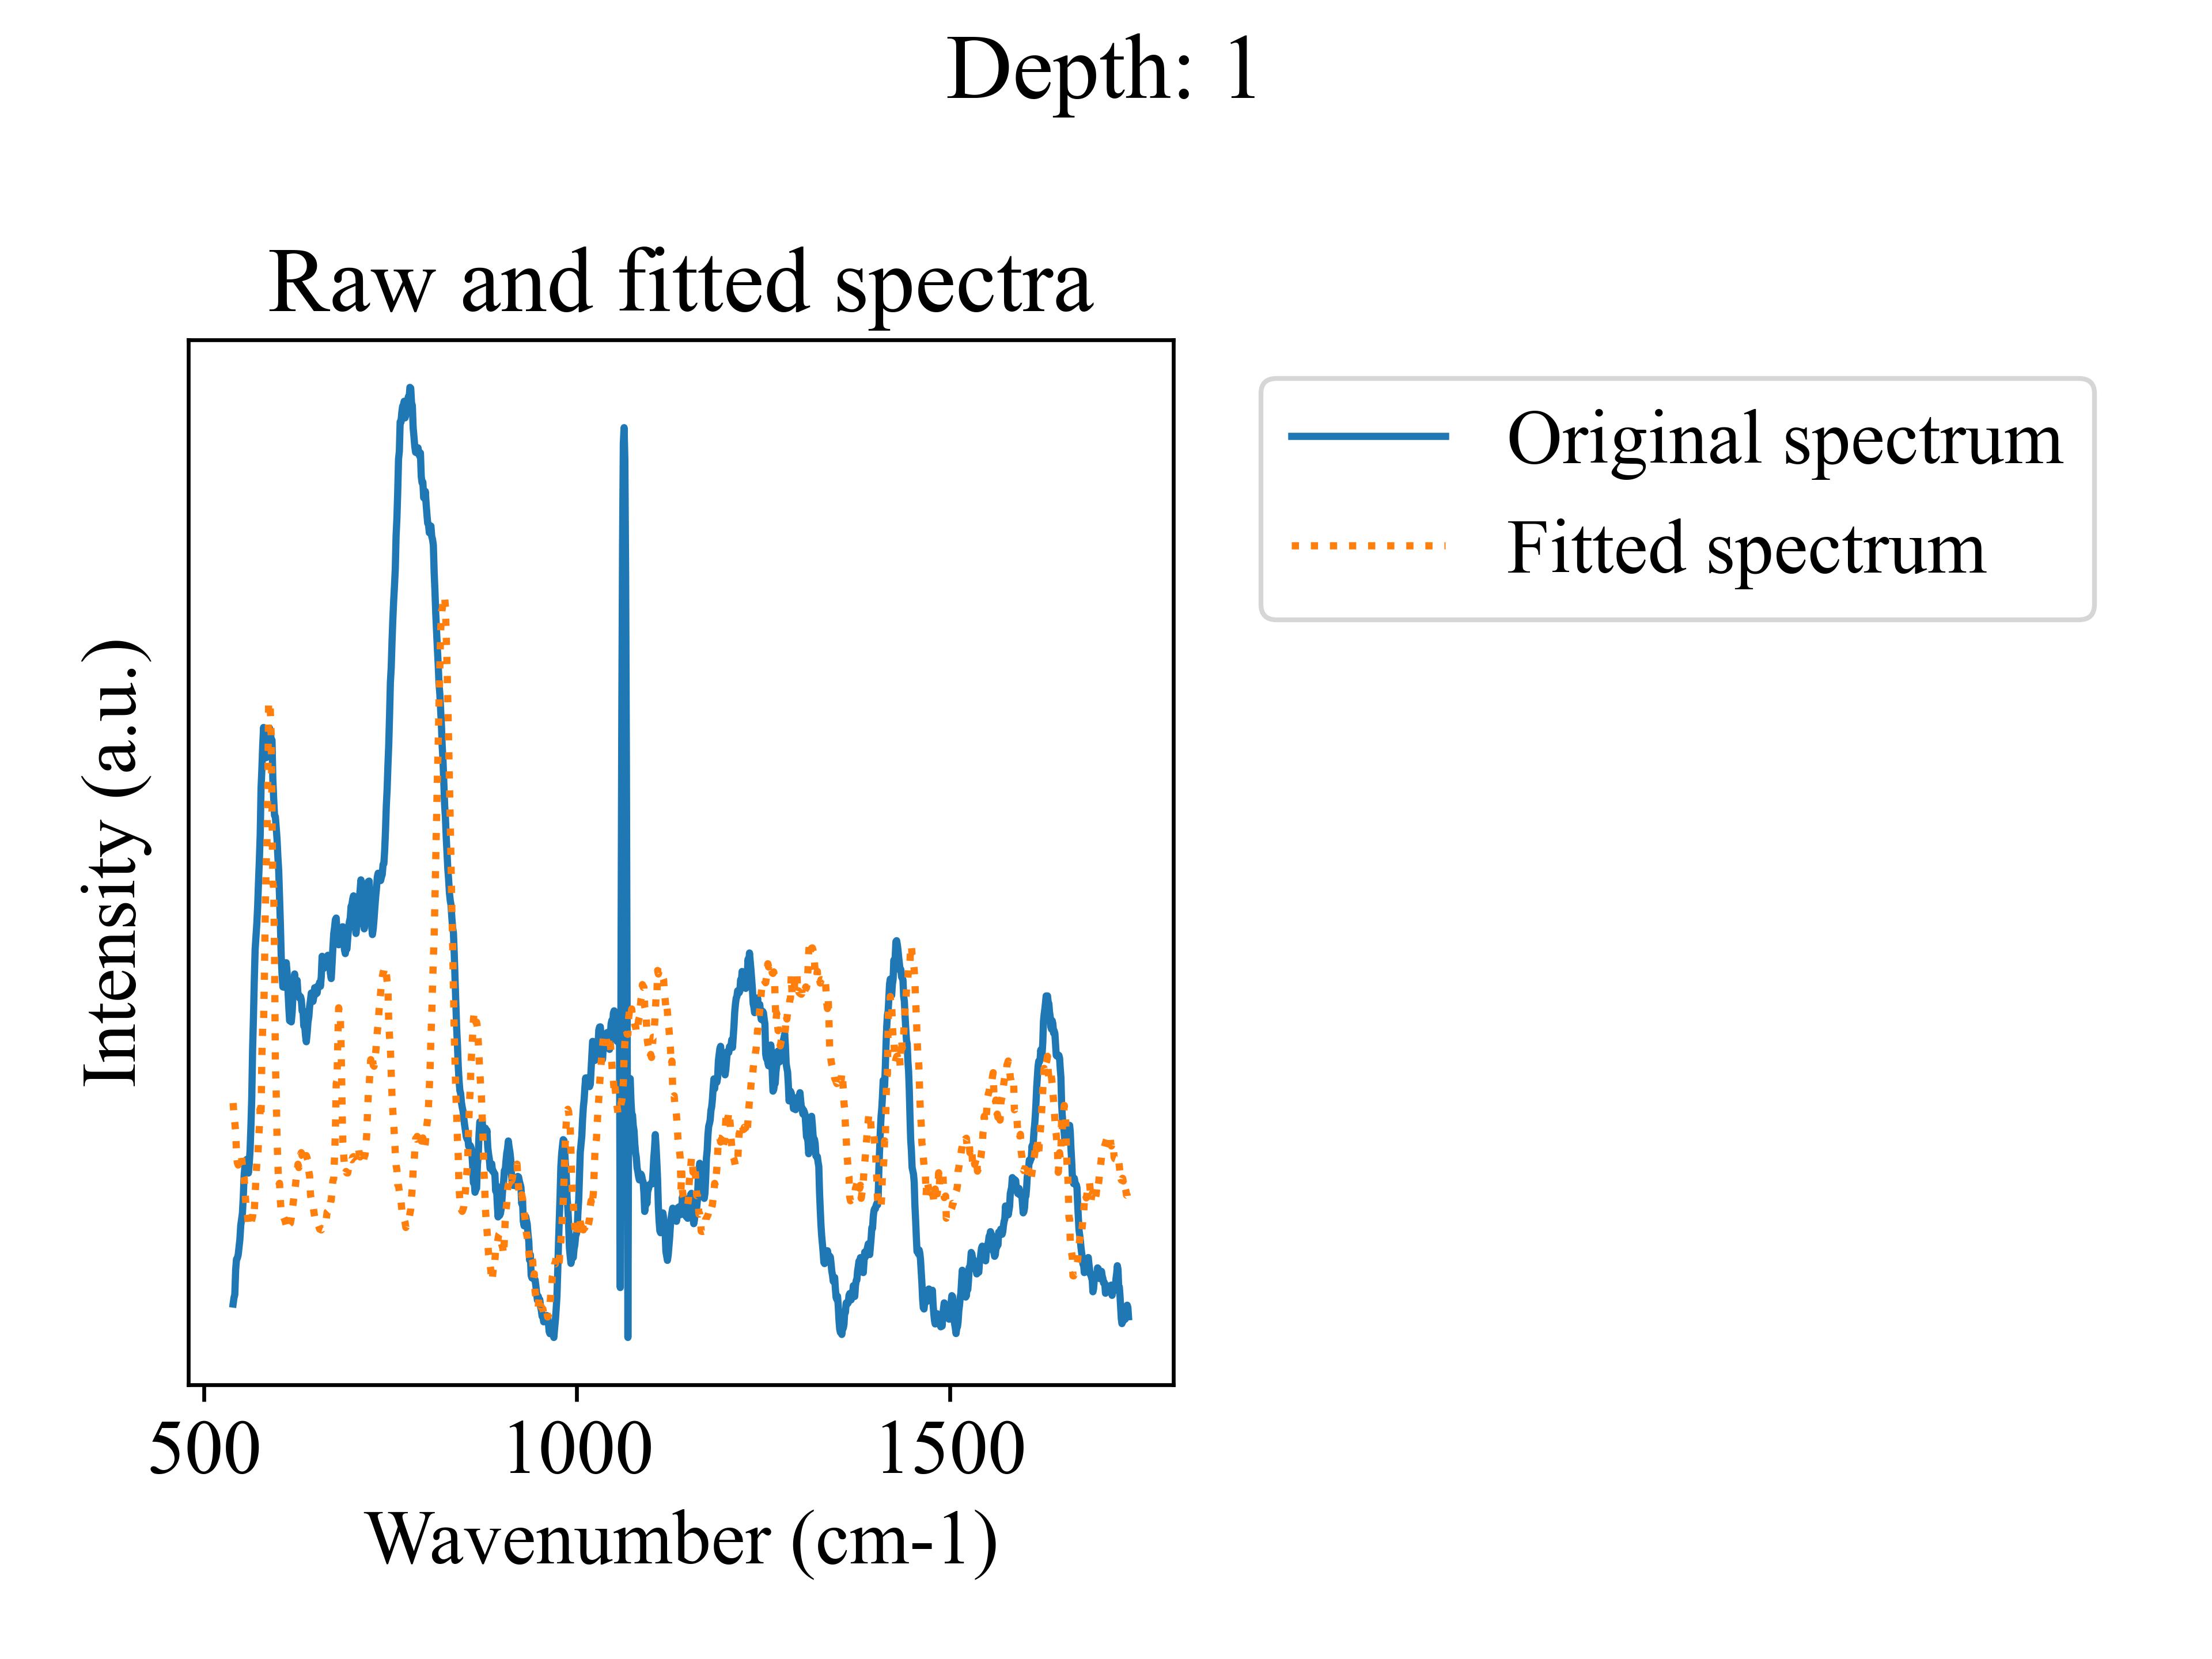 Depth: 1
Raw and fitted spectra
Original spectrum
Fitted spectrum
Intensity (a.u.)
500 1000 1500
Wavenumber (cm-1)